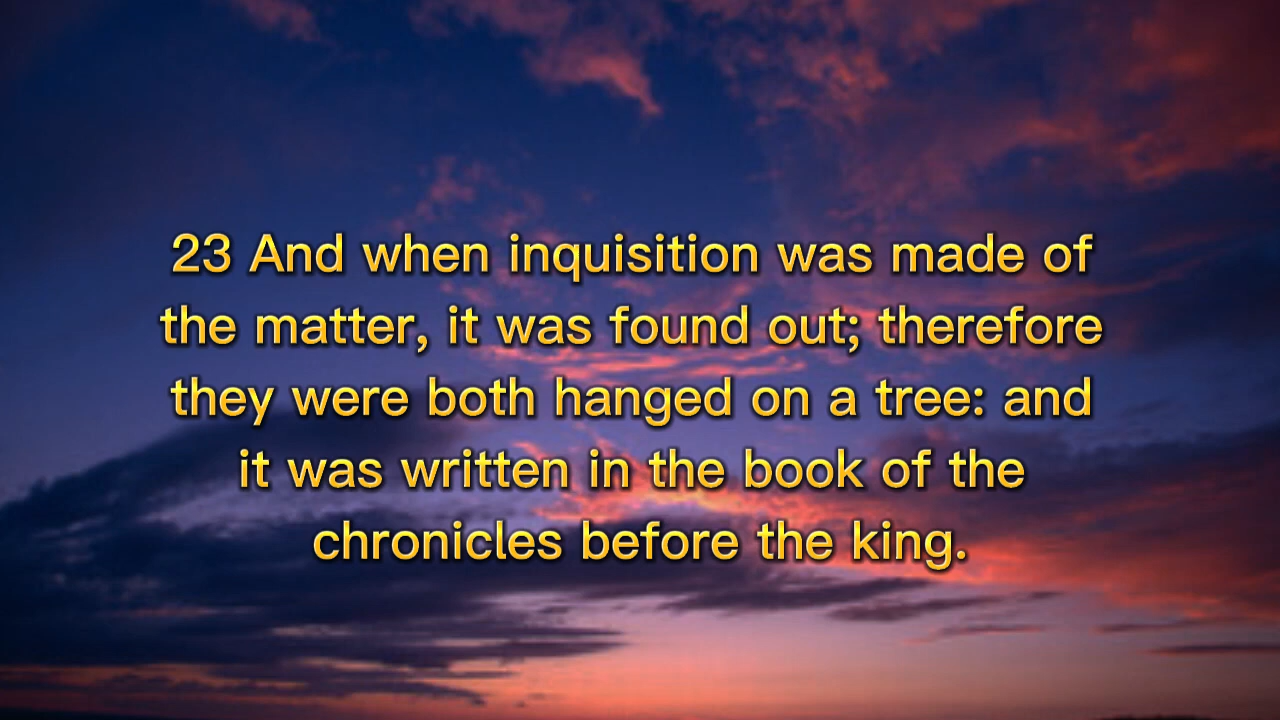 23 And when inquisition was made of
the matter, it was found out; therefore
they were both hanged on a tree: and
it was written in the book of the
chronicles before the king.